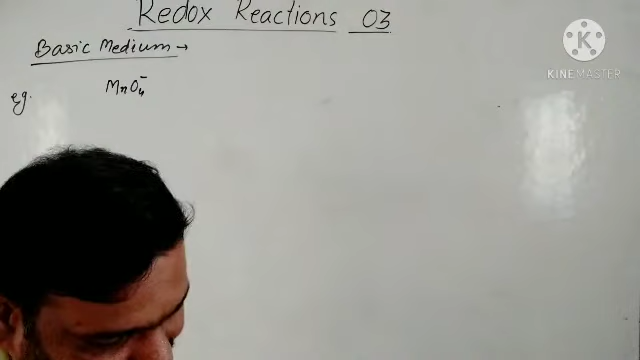 Redox Reactions 03
Basic Medium →
eg. MnO₄⁻
KINEMASTER